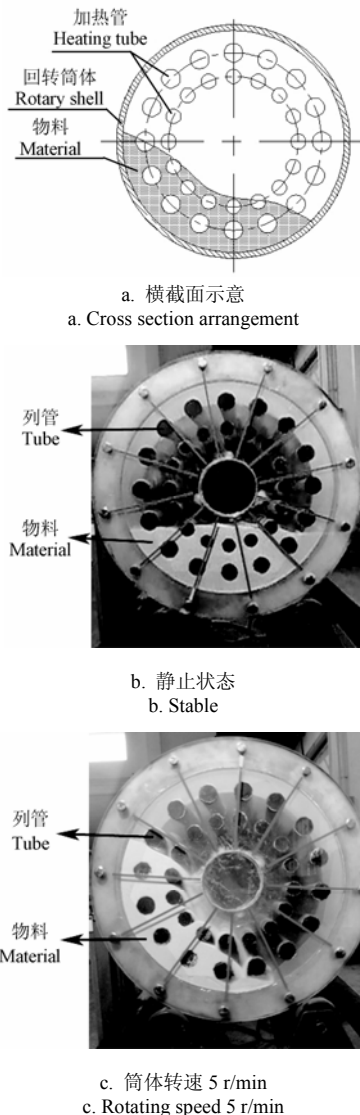 加热管
Heating tube
回转筒体
Rotary shell
物料
Material
a. 横截面示意
a. Cross section arrangement
列管
Tube
物料
Material
b. 静止状态
b. Stable
列管
Tube
物料
Material
c. 筒体转速 5 r/min
c. Rotating speed 5 r/min